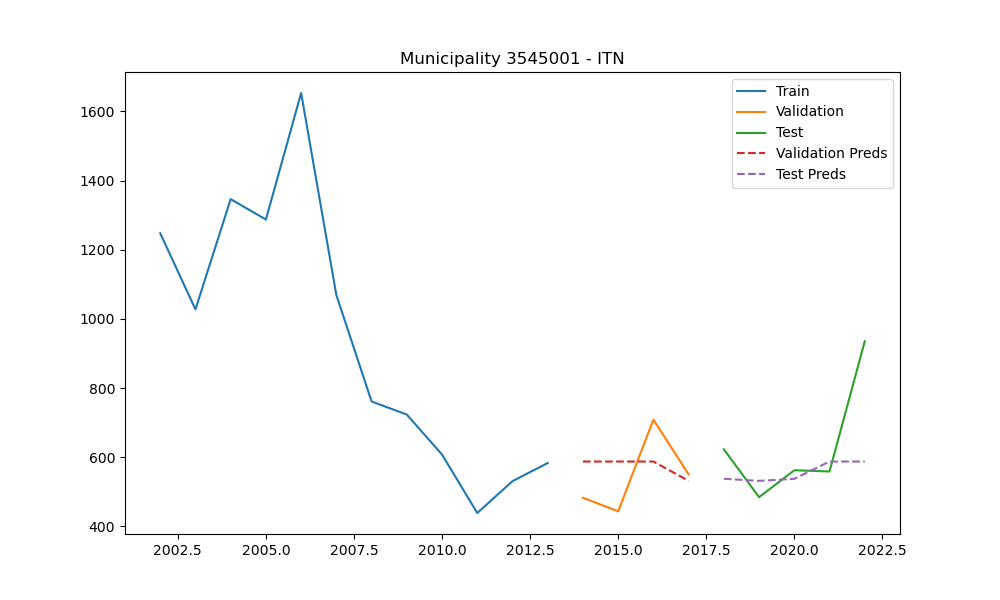 Municipality 3545001 - ITN
Train
Validation
Test
Validation Preds
Test Preds
1600
1400
1200
1000
800
600
400
2002.5 2005.0 2007.5 2010.0 2012.5 2015.0 2017.5 2020.0 2022.5